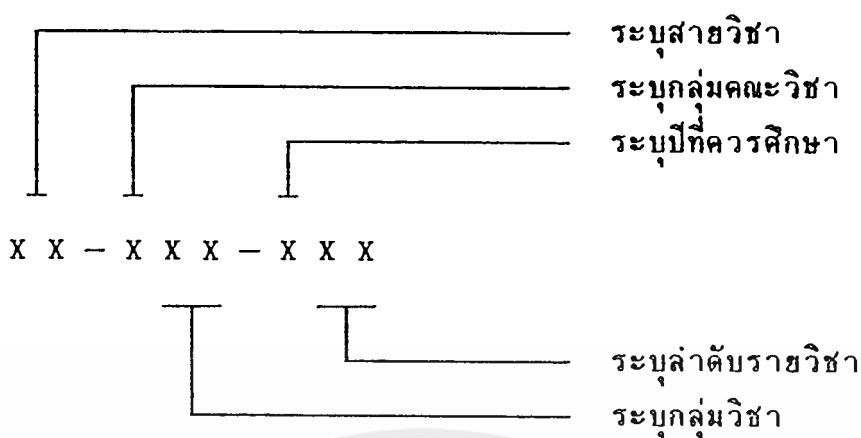 ระบุสายวิชา
ระบุกลุ่มคณะวิชา
ระบุปีที่ควรศึกษา
X X – X X X – X X X
ระบุลำดับรายวิชา
ระบุกลุ่มวิชา